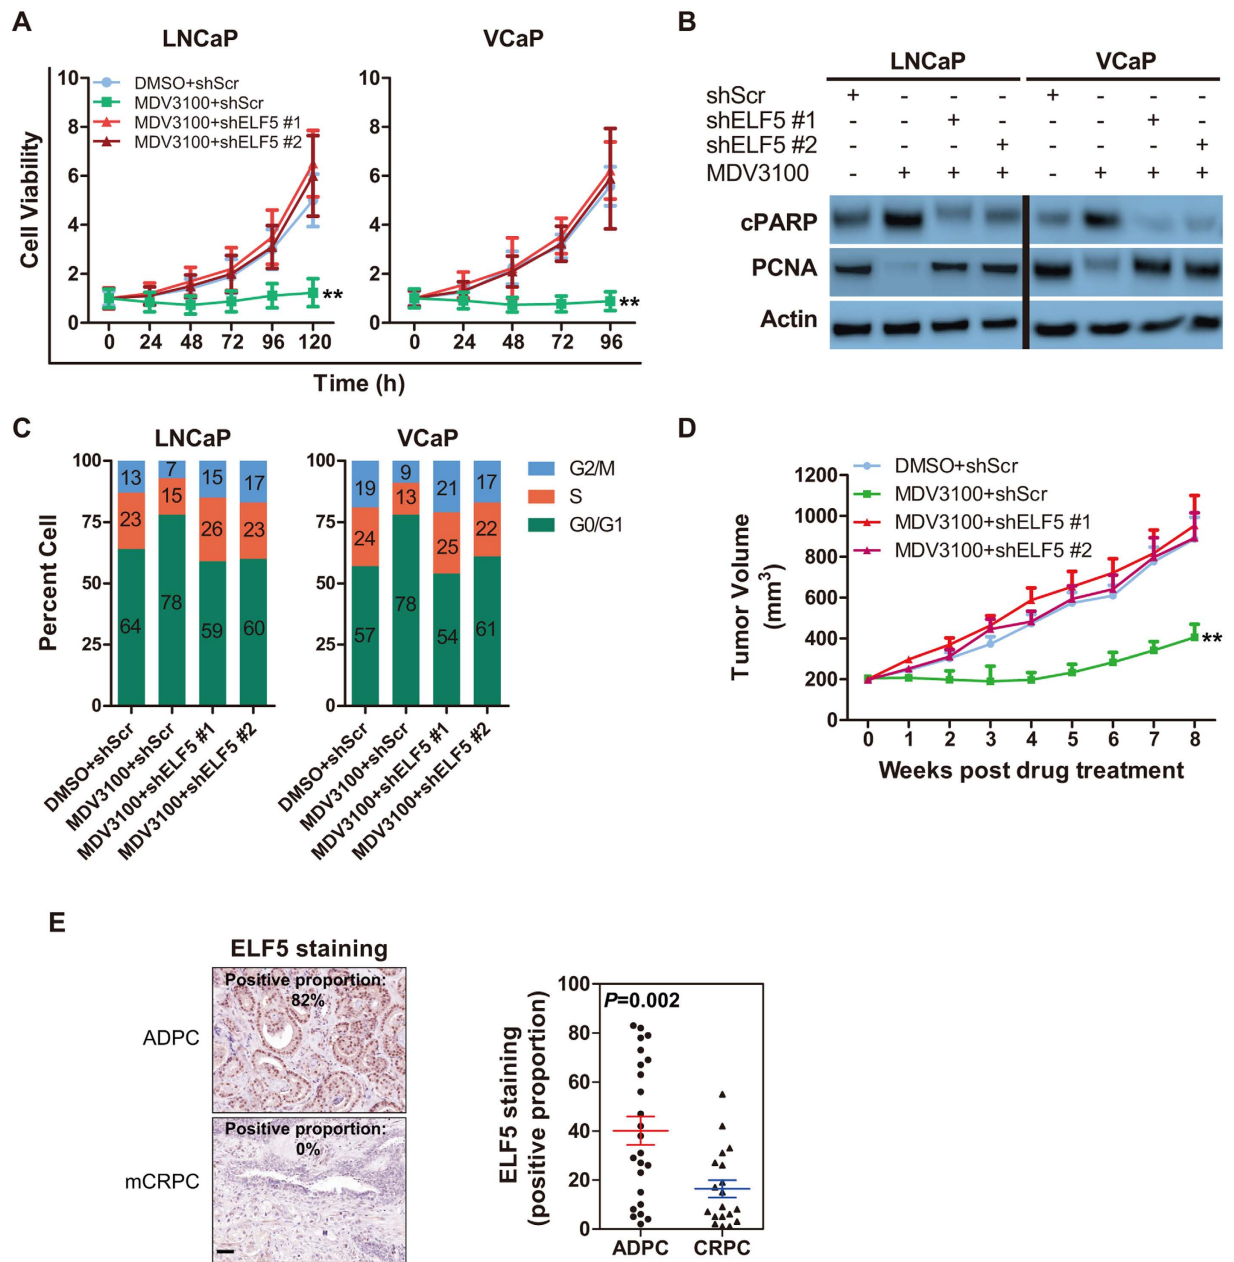 A
LNCaP
VCaP
DMSO+shScr
MDV3100+shScr
MDV3100+shELF5 #1
MDV3100+shELF5 #2
Cell Viability
10
8
6
4
2
0
0 24 48 72 96 120
**
10
8
6
4
2
0
0 24 48 72 96
**
Time (h)
B
LNCaP VCaP
shScr + - - - + - - -
shELF5 #1 - - + - - - + -
shELF5 #2 - - - + - - - +
MDV3100 - + + + - + + +
cPARP
PCNA
Actin
C
LNCaP
VCaP
Percent Cell
100
75
50
25
0
13 7 15 17
23 15 26 23
64 78 59 60
DMSO+shScr
MDV3100+shScr
MDV3100+shELF5 #1
MDV3100+shELF5 #2
100
75
50
25
0
19 9 21 17
24 13 25 22
57 78 54 61
DMSO+shScr
MDV3100+shScr
MDV3100+shELF5 #1
MDV3100+shELF5 #2
G2/M
S
G0/G1
D
DMSO+shScr
MDV3100+shScr
MDV3100+shELF5 #1
MDV3100+shELF5 #2
Tumor Volume
(mm³)
1200
1000
800
600
400
200
0
**
0 1 2 3 4 5 6 7 8
Weeks post drug treatment
E
ELF5 staining
ADPC
Positive proportion:
82%
mCRPC
Positive proportion:
0%
ELF5 staining
(positive proportion)
100
80
60
40
20
0
P=0.002
ADPC CRPC